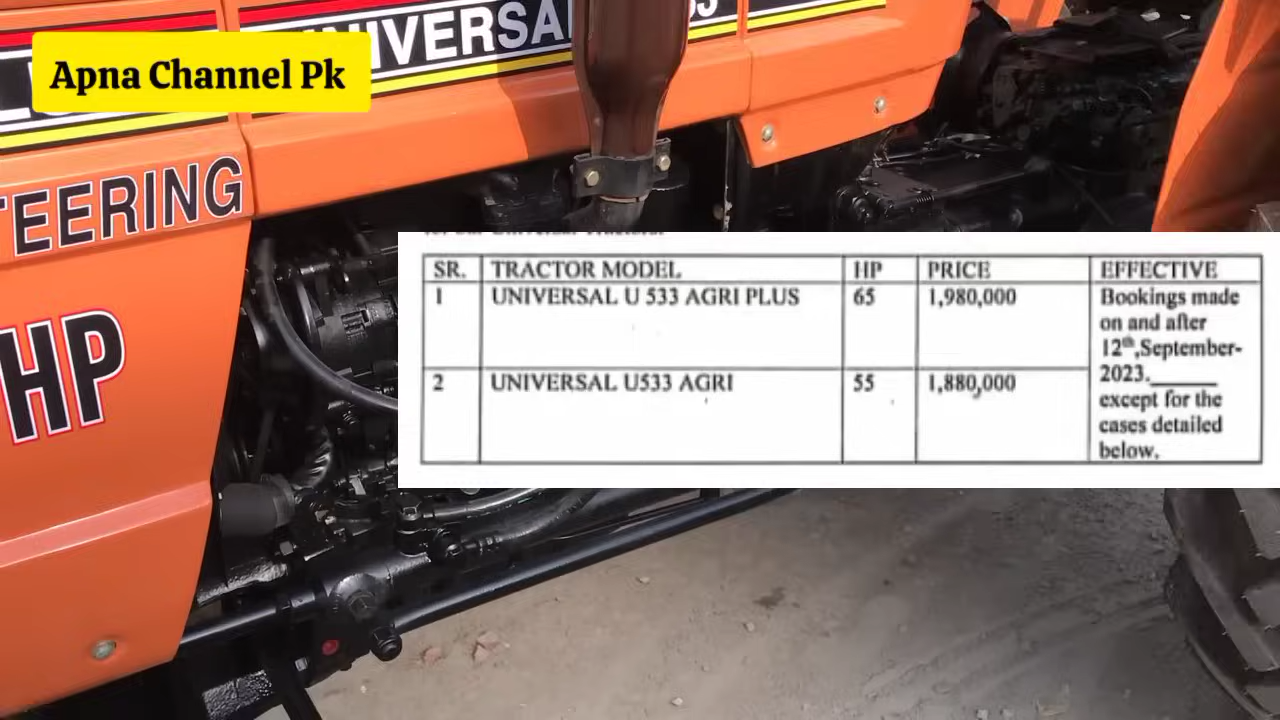 UNIVERSAL
Apna Channel Pk
TEERING
HP
SR. TRACTOR MODEL HP PRICE EFFECTIVE
1 UNIVERSAL U 533 AGRI PLUS 65 1,980,000 Bookings made
on and after
12th,September-
2023.______
2 UNIVERSAL U533 AGRI 55 1,880,000
except for the
cases detailed
below.